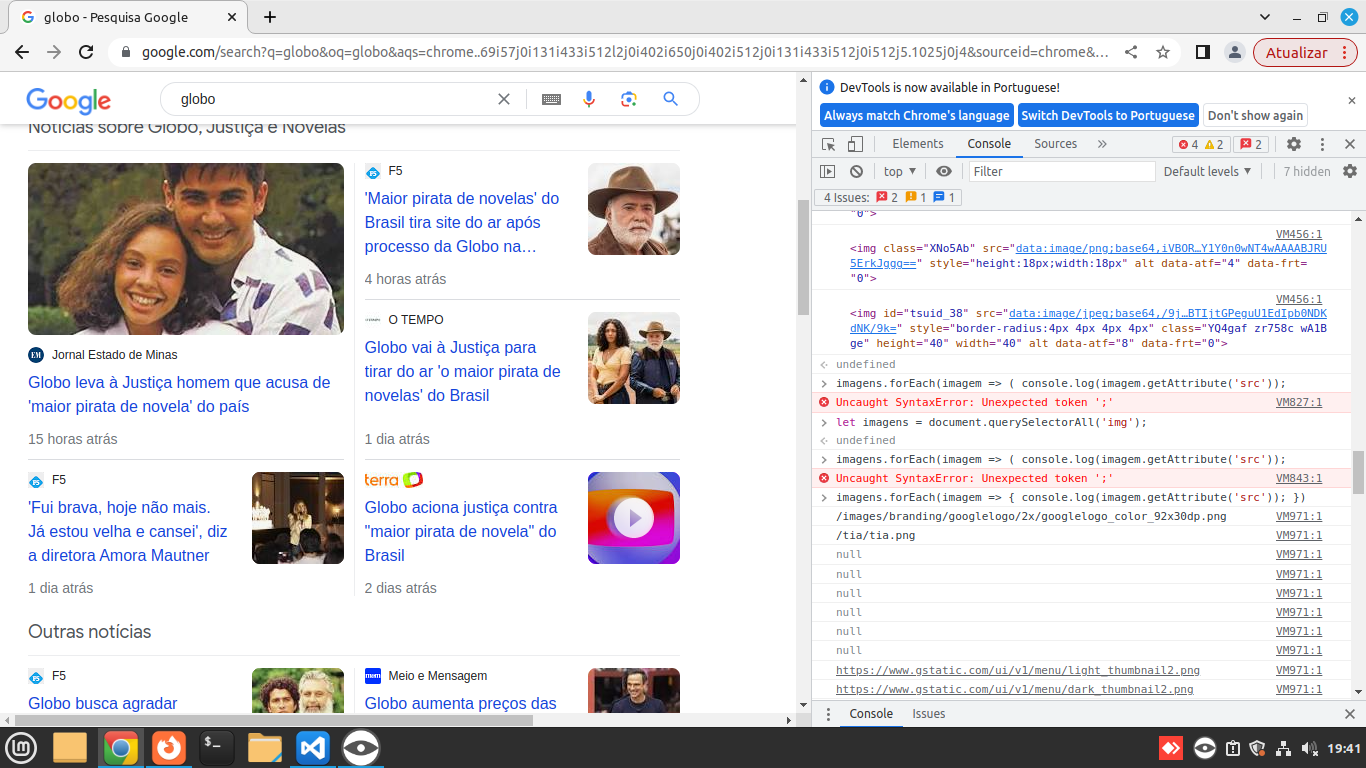 globo - Pesquisa Google
google.com/search?q=globo&oq=globo&aqs=chrome..69i57j0i131i433i512l2j0i402i650j0i402i512j0i131i433i512j0i512j5.1025j0j4&sourceid=chrome&…
Atualizar
Google
globo
Notícias sobre Globo, Justiça e Novelas
EM Jornal Estado de Minas
Globo leva à Justiça homem que acusa de
'maior pirata de novela' do país
15 horas atrás
F5
'Maior pirata de novelas' do
Brasil tira site do ar após
processo da Globo na…
4 horas atrás
O TEMPO
Globo vai à Justiça para
tirar do ar 'o maior pirata de
novelas' do Brasil
1 dia atrás
F5
'Fui brava, hoje não mais.
Já estou velha e cansei', diz
a diretora Amora Mautner
1 dia atrás
terra
Globo aciona justiça contra
"maior pirata de novela" do
Brasil
2 dias atrás
Outras notícias
F5
Globo busca agradar
Meio e Mensagem
Globo aumenta preços das
DevTools is now available in Portuguese!
Always match Chrome's language
Switch DevTools to Portuguese
Don't show again
Elements
Console
Sources
4
2
2
top
Filter
Default levels
7 hidden
4 Issues: 2 1 1
"0">
VM456:1
<img class="XNo5Ab" src="data:image/png;base64,iVBOR…Y1Y0n0wNT4wAAAABJRU
5ErkJggg==" style="height:18px;width:18px" alt data-atf="4" data-frt=
"0">
VM456:1
<img id="tsuid_38" src="data:image/jpeg;base64,/9j…BTIjtGPeguU1EdIpb0NDK
dNK/9k=" style="border-radius:4px 4px 4px 4px" class="YQ4gaf zr758c wA1B
ge" height="40" width="40" alt data-atf="8" data-frt="0">
undefined
imagens.forEach(imagem => ( console.log(imagem.getAttribute('src'));
Uncaught SyntaxError: Unexpected token ';' VM827:1
let imagens = document.querySelectorAll('img');
undefined
imagens.forEach(imagem => ( console.log(imagem.getAttribute('src'));
Uncaught SyntaxError: Unexpected token ';' VM843:1
imagens.forEach(imagem => { console.log(imagem.getAttribute('src')); })
/images/branding/googlelogo/2x/googlelogo_color_92x30dp.png VM971:1
/tia/tia.png VM971:1
null VM971:1
null VM971:1
null VM971:1
null VM971:1
null VM971:1
null VM971:1
https://www.gstatic.com/ui/v1/menu/light_thumbnail2.png VM971:1
https://www.gstatic.com/ui/v1/menu/dark_thumbnail2.png VM971:1
Console
Issues
19:41